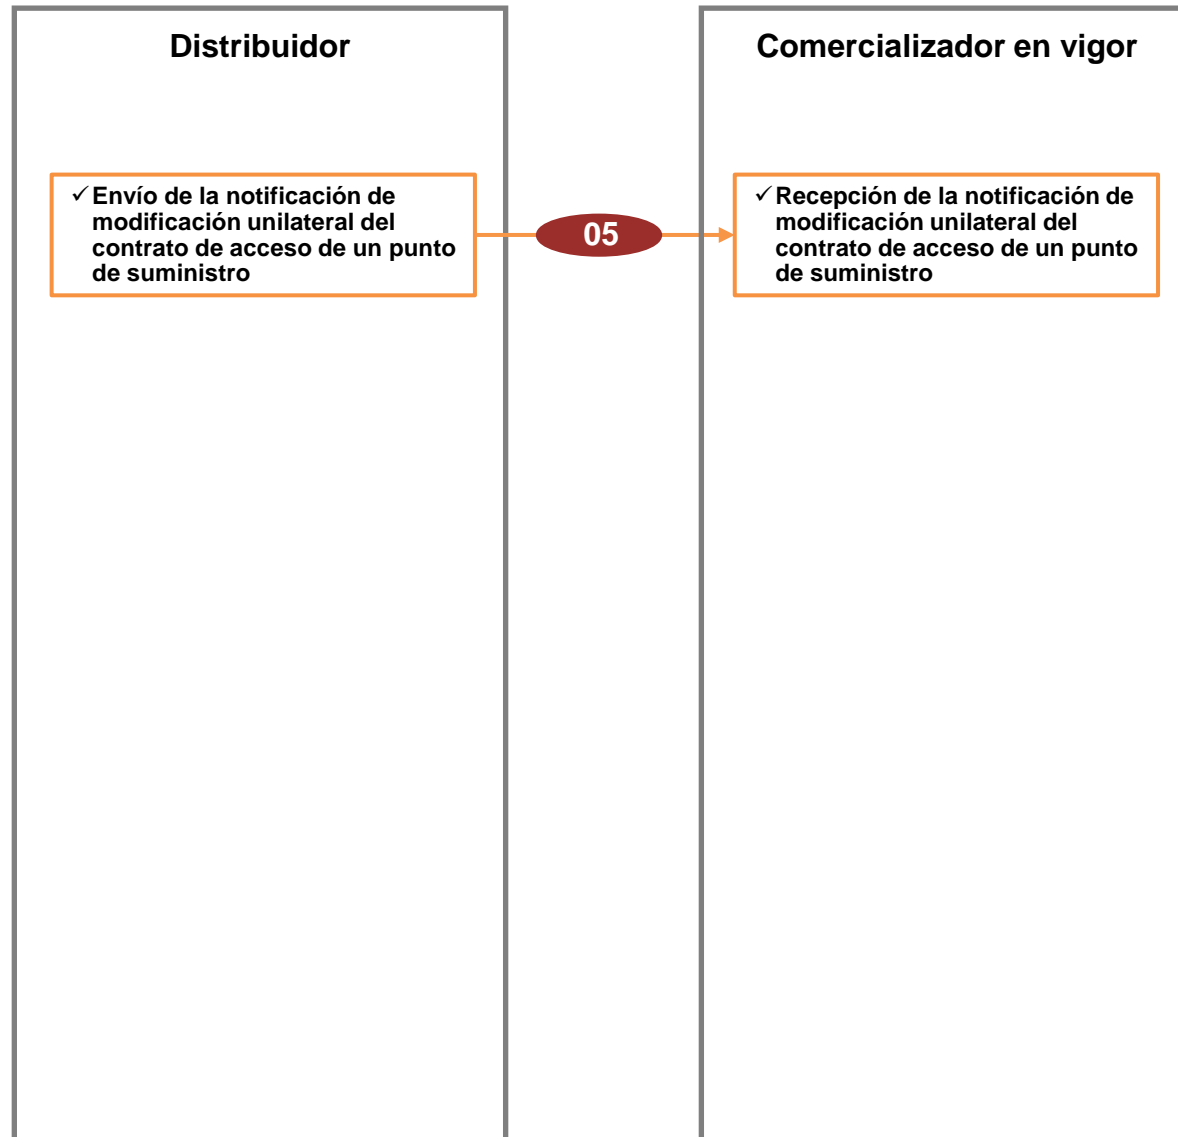 Distribuidor
Comercializador en vigor
✓ Envío de la notificación de
modificación unilateral del
contrato de acceso de un punto
de suministro
05
✓ Recepción de la notificación de
modificación unilateral del
contrato de acceso de un punto
de suministro